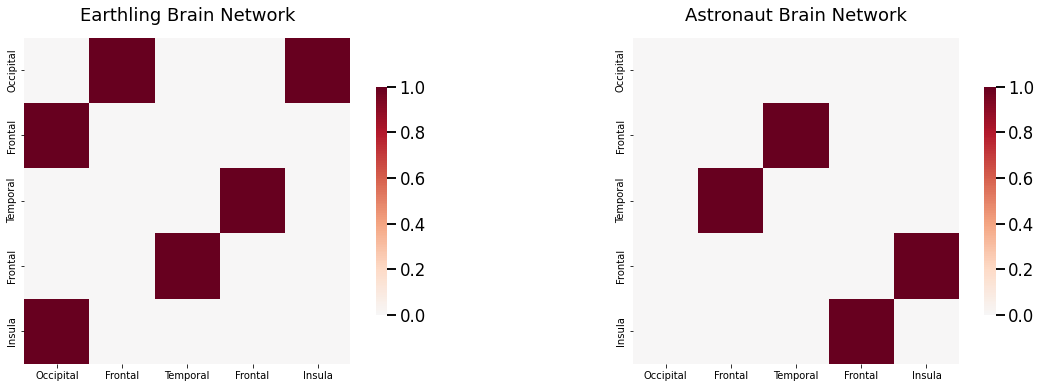 Earthling Brain Network
Occipital
Frontal
Temporal
Frontal
Insula
Occipital Frontal Temporal Frontal Insula
1.0
0.8
0.6
0.4
0.2
0.0
Astronaut Brain Network
Occipital
Frontal
Temporal
Frontal
Insula
Occipital Frontal Temporal Frontal Insula
1.0
0.8
0.6
0.4
0.2
0.0